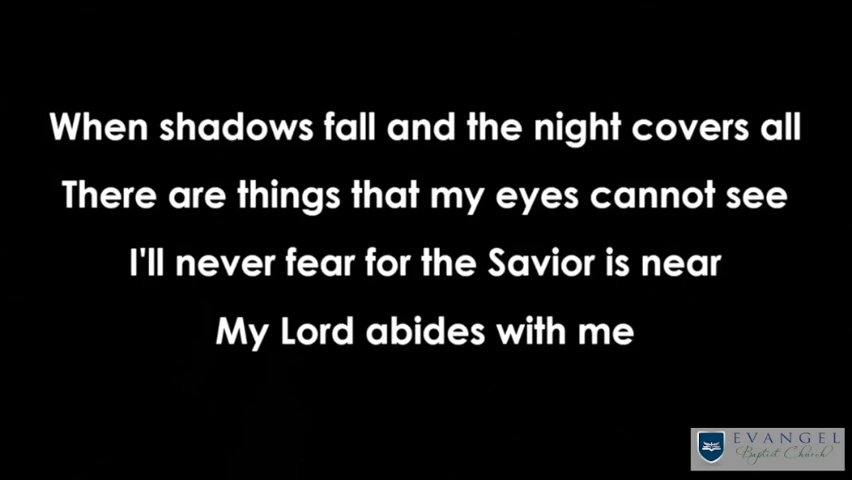 When shadows fall and the night covers all
There are things that my eyes cannot see
I'll never fear for the Savior is near
My Lord abides with me
EVANGEL
Baptist Church